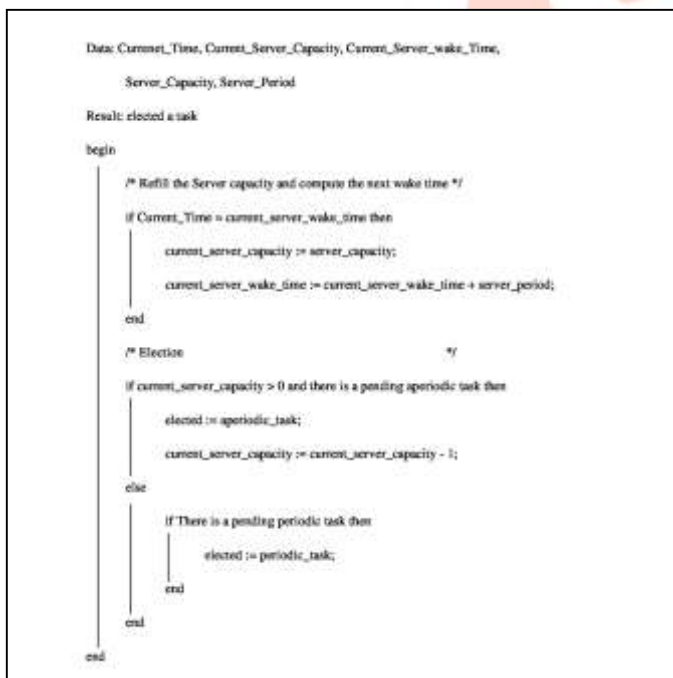 Data: Currenet_Time, Current_Server_Capacity, Current_Server_wake_Time,
Server_Capacity, Server_Period
Result: elected a task
begin
/* Refill the Server capacity and compute the next wake time */
if Current_Time = current_server_wake_time then
current_server_capacity := server_capacity;
current_server_wake_time := current_server_wake_time + server_period;
end
/* Election */
if current_server_capacity > 0 and there is a pending aperiodic task then
elected := aperiodic_task;
current_server_capacity := current_server_capacity - 1;
else
if There is a pending periodic task then
elected := periodic_task;
end
end
end